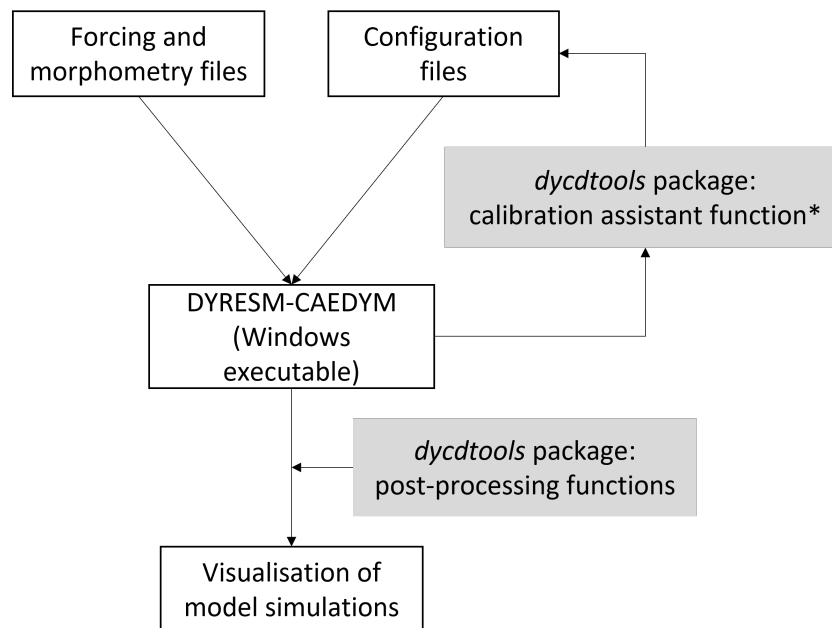 Forcing and
morphometry files
Configuration
files
dycdtools package:
calibration assistant function*
DYRESM-CAEDYM
(Windows
executable)
dycdtools package:
post-processing functions
Visualisation of
model simulations